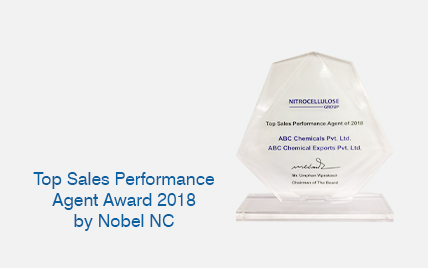 Top Sales Performance
Agent Award 2018
by Nobel NC
NITROCELLULOSE
GROUP
Top Sales Performance Agent of 2018
ABC Chemicals Pvt. Ltd.
ABC Chemical Exports Pvt. Ltd.
Chairman of The Board